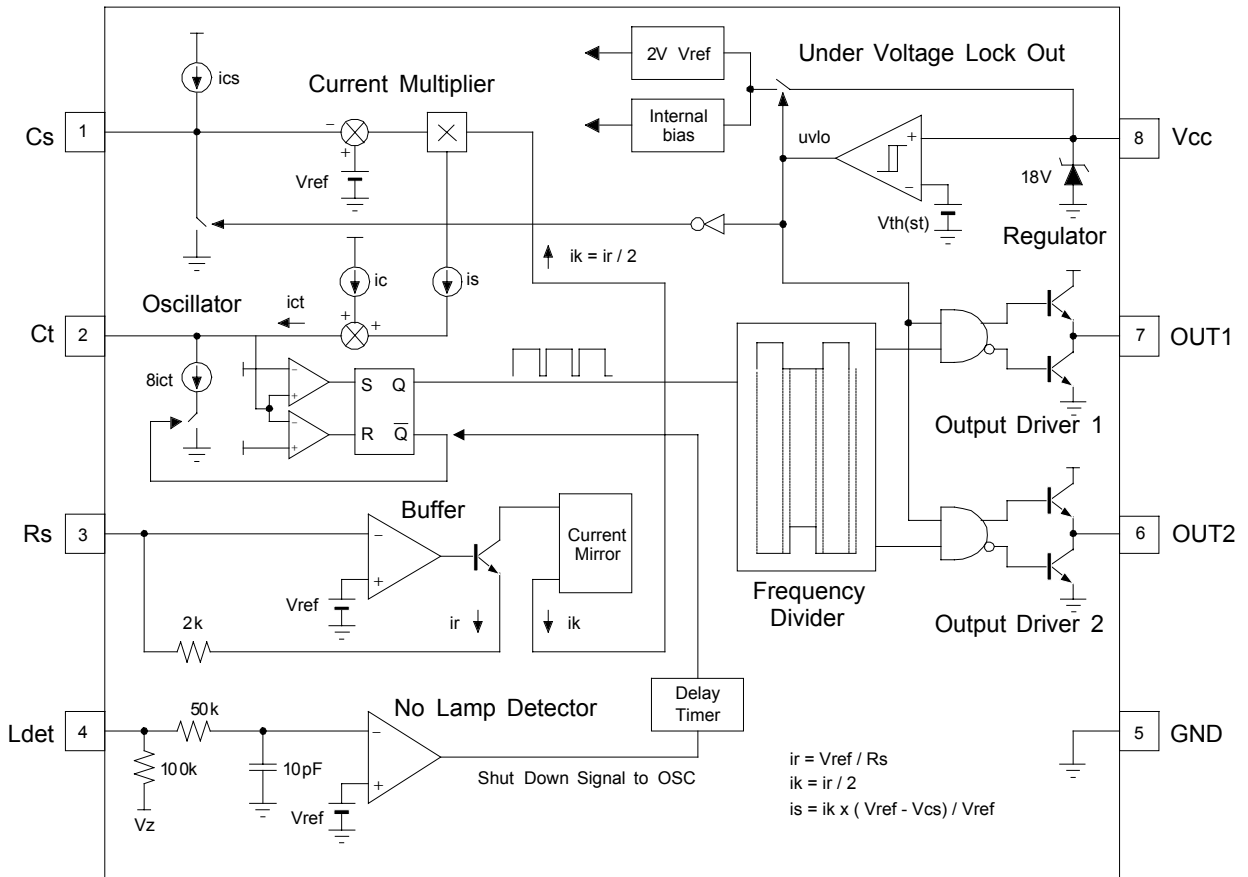 2V Vref
Under Voltage Lock Out
ics
Current Multiplier
Internal
bias
Cs
1
−
×
uvlo
+
8
Vcc
+
Vref
18V
−
Vth(st)
Regulator
ik = ir / 2
Oscillator
ic
is
ict
Ct
2
+
+
7
OUT1
8ict
−
+
S
Q
−
+
R
Q
Output Driver 1
Rs
3
Buffer
−
Current
Mirror
6
OUT2
+
Vref
Frequency
Divider
2k
ir
ik
Output Driver 2
Ldet
4
50k
No Lamp Detector
Delay
Timer
−
5
GND
100k
10pF
Shut Down Signal to OSC
ir = Vref / Rs
ik = ir / 2
is = ik x ( Vref - Vcs) / Vref
+
Vref
Vz